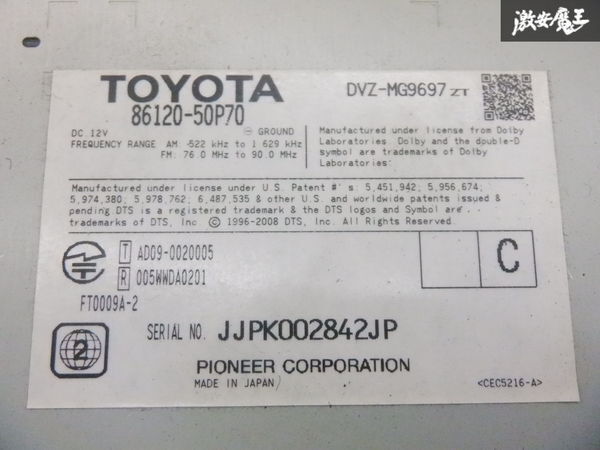 激安魔王
TOYOTA
86120-50P70
DVZ-MG9697 ZT
DC 12V ⊖ GROUND
FREQUENCY RANGE AM: 522 kHz to 1 629 kHz
FM: 76.0 MHz to 90.0 MHz
Manufactured under license from Dolby
Laboratories. Dolby and the double-D
symbol are trademarks of Dolby
Laboratories.
Manufactured under license under U.S. Patent #'s: 5,451,942; 5,956,674;
5,974,380; 5,978,762; 6,487,535 & other U.S. and worldwide patents issued &
pending DTS is a registered trademark & the DTS logos and Symbol are
trademarks of DTS, Inc © 1996-2008 DTS, Inc All Rights Reserved
T AD09-0020005
R 005WWDA0201
C
FT0009A-2
2
SERIAL NO. JJPK002842JP
PIONEER CORPORATION
MADE IN JAPAN
<CEC5216-A>